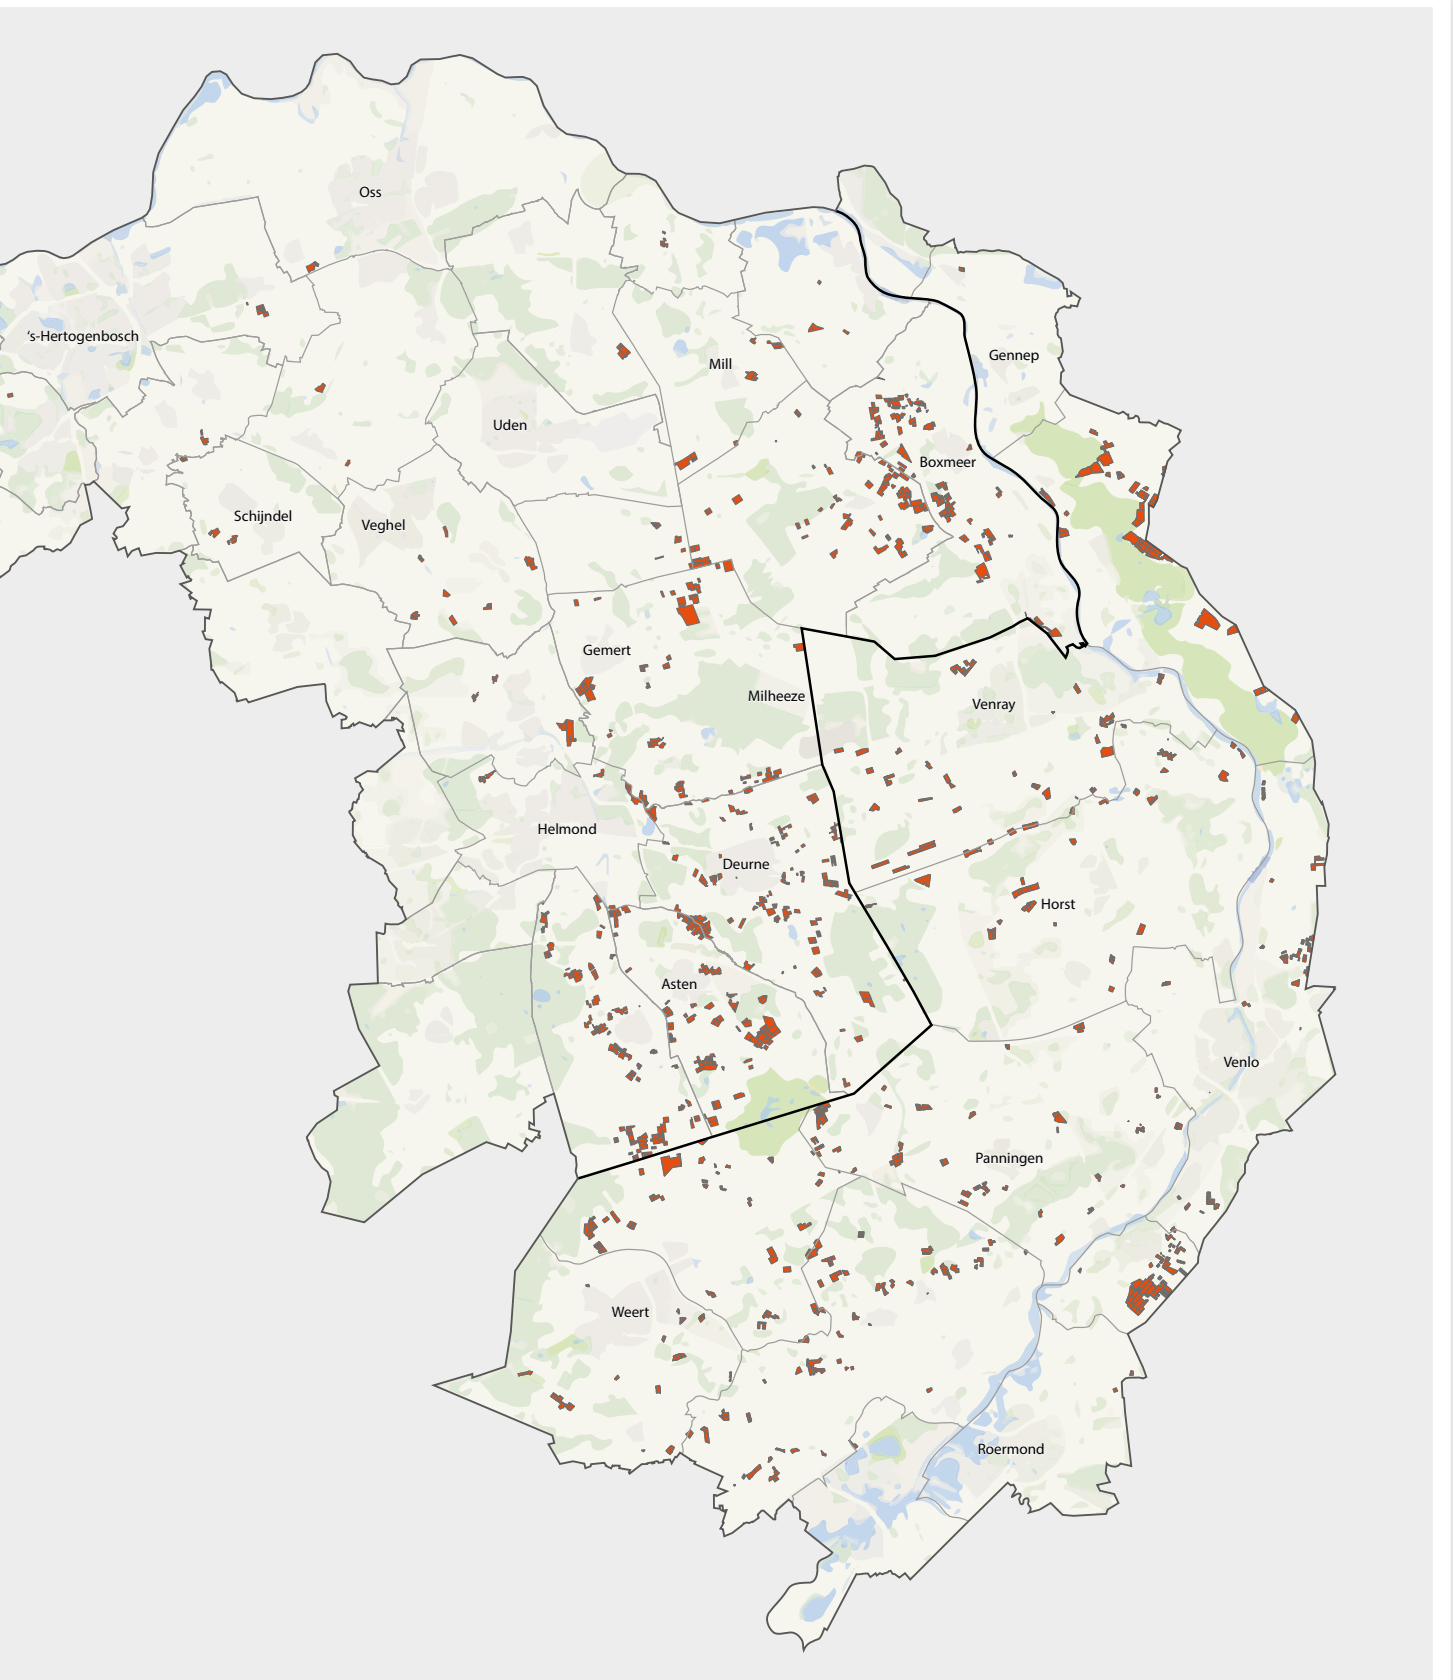 Oss
's-Hertogenbosch
Gennep
Mill
Uden
Boxmeer
Schijndel
Veghel
Gemert
Milheeze
Venray
Helmond
Deurne
Horst
Asten
Venlo
Panningen
Weert
Roermond